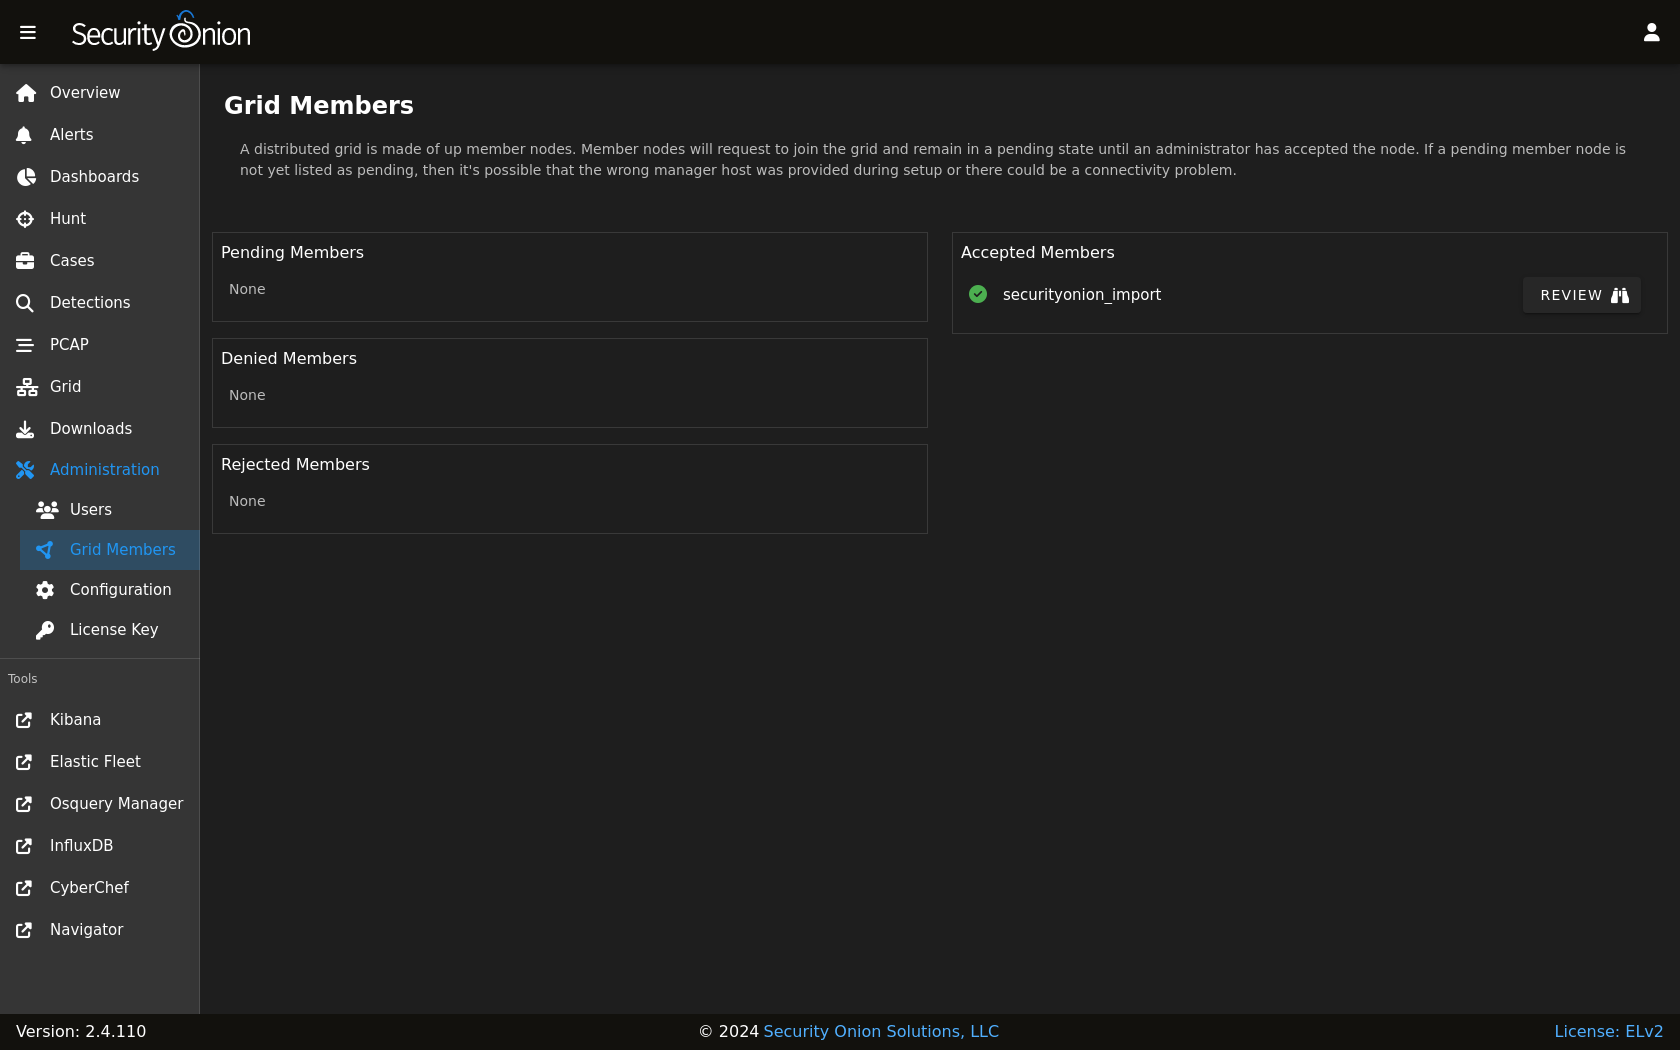 Security Onion
Overview
Alerts
Dashboards
Hunt
Cases
Detections
PCAP
Grid
Downloads
Administration
Users
Grid Members
Configuration
License Key
Tools
Kibana
Elastic Fleet
Osquery Manager
InfluxDB
CyberChef
Navigator
Grid Members
A distributed grid is made of up member nodes. Member nodes will request to join the grid and remain in a pending state until an administrator has accepted the node. If a pending member node is
not yet listed as pending, then it's possible that the wrong manager host was provided during setup or there could be a connectivity problem.
Pending Members
None
Denied Members
None
Rejected Members
None
Accepted Members
securityonion_import
REVIEW
Version: 2.4.110
© 2024 Security Onion Solutions, LLC
License: ELv2